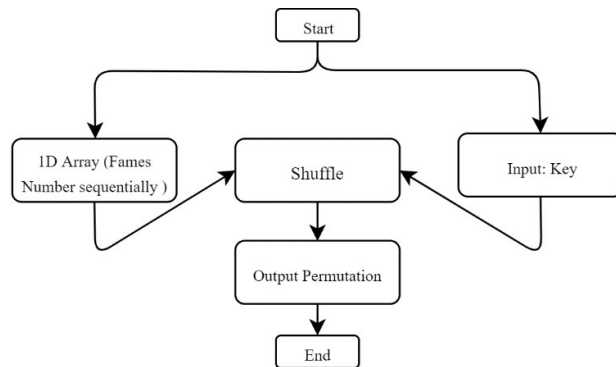 Start
1D Array (Fames
Number sequentially )
Shuffle
Input: Key
Output Permutation
End